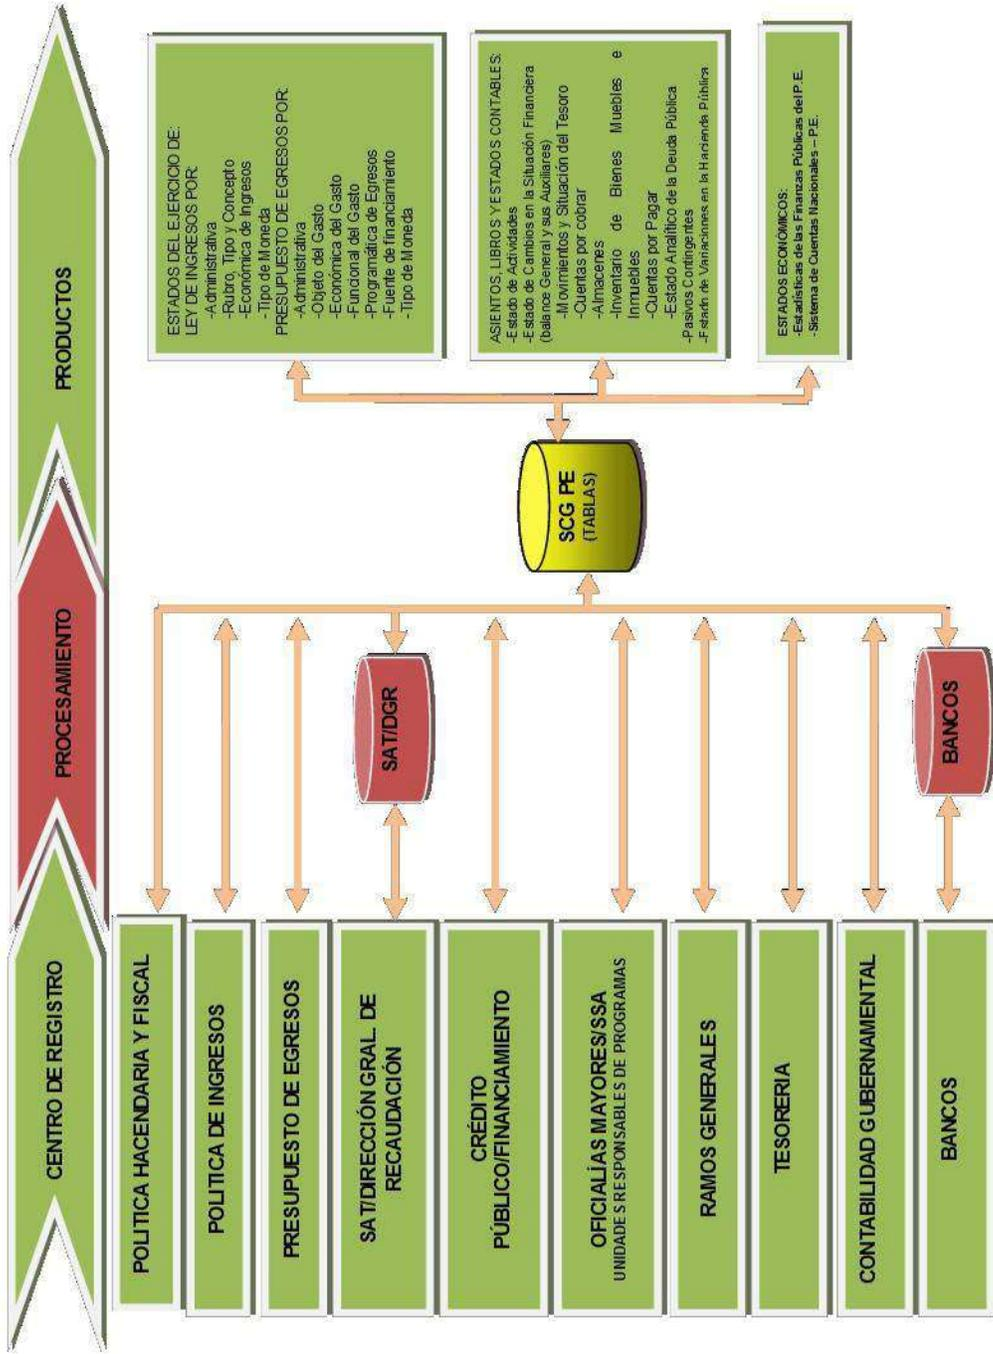 CENTRO DE REGISTRO
PROCESAMIENTO
PRODUCTOS
POLITICA HACENDARIA Y FISCAL
POLITICA DE INGRESOS
PRESUPUESTO DE EGRESOS
SAT/DIRECCIÓN GRAL. DE
RECAUDACIÓN
CRÉDITO
PÚBLICO/FINANCIAMIENTO
OFICIALÍAS MAYORES/SSA
UNIDADES RESPONSABLES DE PROGRAMAS
RAMOS GENERALES
TESORERIA
CONTABILIDAD GUBERNAMENTAL
BANCOS
SAT/DGR
BANCOS
SCG PE
(TABLAS)
ESTADOS DEL EJERCICIO DE:
LEY DE INGRESOS POR:
-Administrativa
-Rubro, Tipo y Concepto
-Económica de Ingresos
-Tipo de Moneda
PRESUPUESTO DE EGRESOS POR:
-Administrativa
-Objeto del Gasto
-Económica del Gasto
-Funcional del Gasto
-Programática de Egresos
-Fuente de financiamiento
-Tipo de Moneda
ASIENTOS, LIBROS Y ESTADOS CONTABLES:
-Estado de Actividades
-Estado de Cambios en la Situación Financiera
(balance General y sus Auxiliares)
-Movimientos y Situación del Tesoro
-Cuentas por cobrar
-Almacenes
-Inventario de Bienes Muebles e
Inmuebles
-Cuentas por Pagar
-Estado Analítico de la Deuda Pública
-Pasivos Contingentes
-Estado de Variaciones en la Hacienda Pública
ESTADOS ECONÓMICOS:
-Estadísticas de las Finanzas Públicas del P.E.
-Sistema de Cuentas Nacionales – P.E.